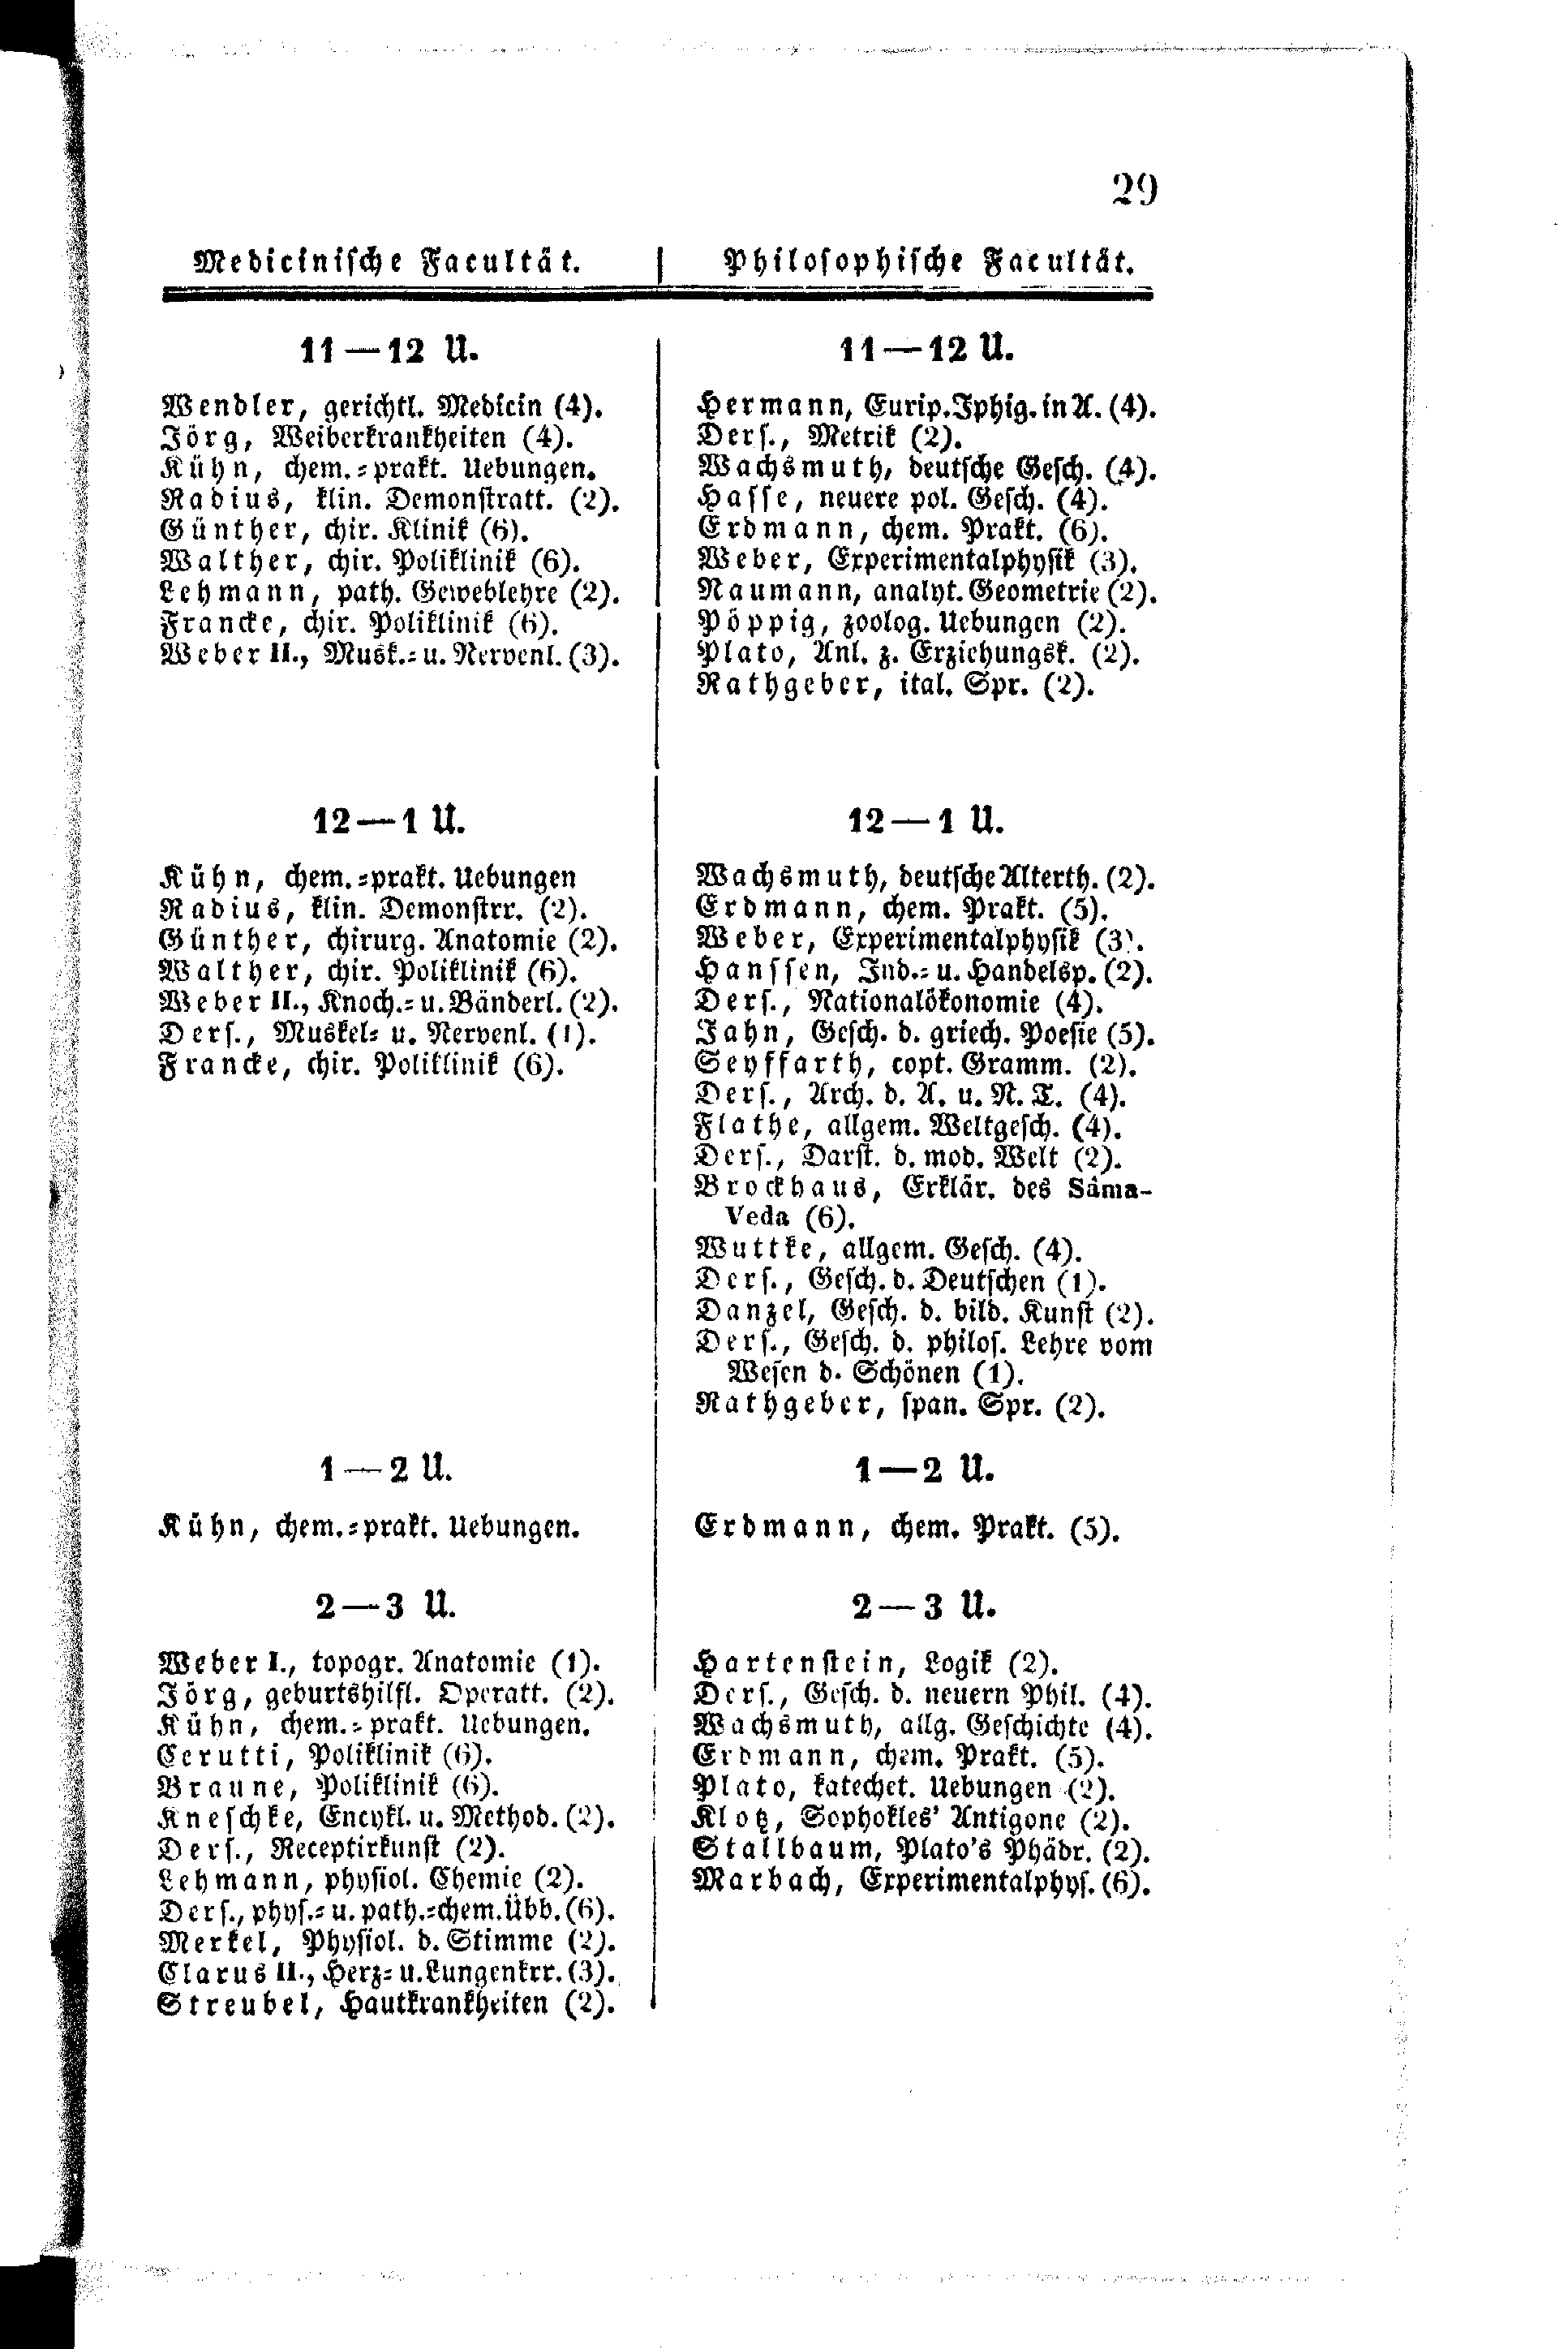 29
Medicinische Facultät.
11—12 U.
Wendler, gerichtl. Medicin (4).
Jörg, Weiberkrankheiten (4).
Kühn, chem.-prakt. Uebungen.
Radius, klin. Demonstratt. (2).
Günther, chir. Klinik (6).
Walther, chir. Poliklinik (6).
Lehmann, path. Geweblehre (2).
Francke, chir. Poliklinik (6).
Weber II., Musk.- u. Nervenl. (3).
12—1 U.
Kühn, chem.-prakt. Uebungen
Radius, klin. Demonstrr. (2).
Günther, chirurg. Anatomie (2).
Walther, chir. Poliklinik (6).
Weber II., Knoch.- u. Bänderl. (2).
Ders., Muskel- u. Nervenl. (1).
Francke, chir. Poliklinik (6).
1—2 U.
Kühn, chem.-prakt. Uebungen.
2—3 U.
Weber I., topogr. Anatomie (1).
Jörg, geburtshilfl. Operatt. (2).
Kühn, chem.-prakt. Uebungen.
Cerutti, Poliklinik (6).
Braune, Poliklinik (6).
Kneschke, Encykl. u. Method. (2).
Ders., Receptirkunst (2).
Lehmann, physiol. Chemie (2).
Ders., phys.- u. path.-chem. Übb. (6).
Merkel, Physiol. d. Stimme (2).
Clarus II., Herz- u. Lungenkrr. (3).
Streubel, Hautkrankheiten (2).
Philosophische Facultät.
11—12 U.
Hermann, Eurip. Iphig. in A. (4).
Ders., Metrik (2).
Wachsmuth, deutsche Gesch. (4).
Hasse, neuere pol. Gesch. (4).
Erdmann, chem. Prakt. (6).
Weber, Experimentalphysik (3).
Naumann, analyt. Geometrie (2).
Pöppig, zoolog. Uebungen (2).
Plato, Anl. z. Erziehungsk. (2).
Rathgeber, ital. Spr. (2).
12—1 U.
Wachsmuth, deutsche Alterth. (2).
Erdmann, chem. Prakt. (5).
Weber, Experimentalphysik (3).
Hanssen, Ind.- u. Handelsp. (2).
Ders., Nationalökonomie (4).
Jahn, Gesch. d. griech. Poesie (5).
Seyffarth, copt. Gramm. (2).
Ders., Arch. d. A. u. N. T. (4).
Flathe, allgem. Weltgesch. (4).
Ders., Darst. d. mod. Welt (2).
Brockhaus, Erklär. des Sâma-
Veda (6).
Wuttke, allgem. Gesch. (4).
Ders., Gesch. d. Deutschen (1).
Danzel, Gesch. d. bild. Kunst (2).
Ders., Gesch. d. philos. Lehre vom
Wesen d. Schönen (1).
Rathgeber, span. Spr. (2).
1—2 U.
Erdmann, chem. Prakt. (5).
2—3 U.
Hartenstein, Logik (2).
Ders., Gesch. d. neuern Phil. (4).
Wachsmuth, allg. Geschichte (4).
Erdmann, chem. Prakt. (5).
Plato, katechet. Uebungen (2).
Klotz, Sophokles' Antigone (2).
Stallbaum, Plato's Phädr. (2).
Marbach, Experimentalphys. (6).